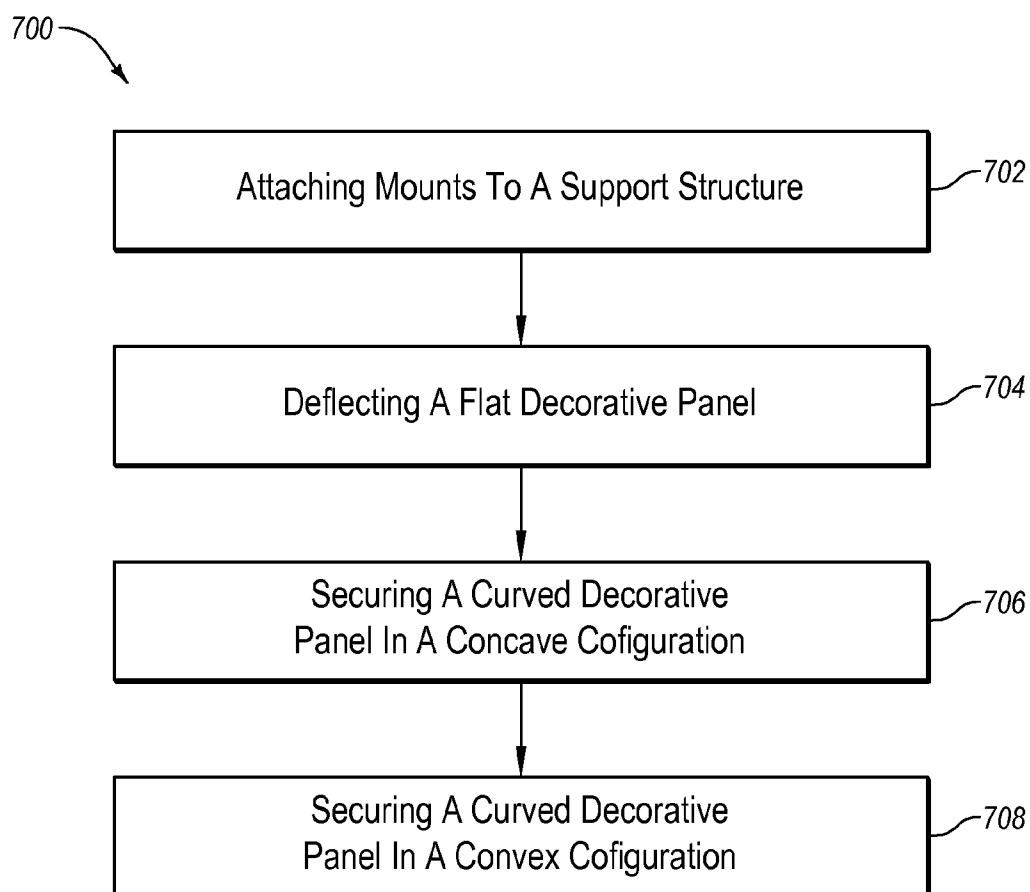 700
Attaching Mounts To A Support Structure
702
Deflecting A Flat Decorative Panel
704
Securing A Curved Decorative
Panel In A Concave Cofiguration
706
Securing A Curved Decorative
Panel In A Convex Cofiguration
708